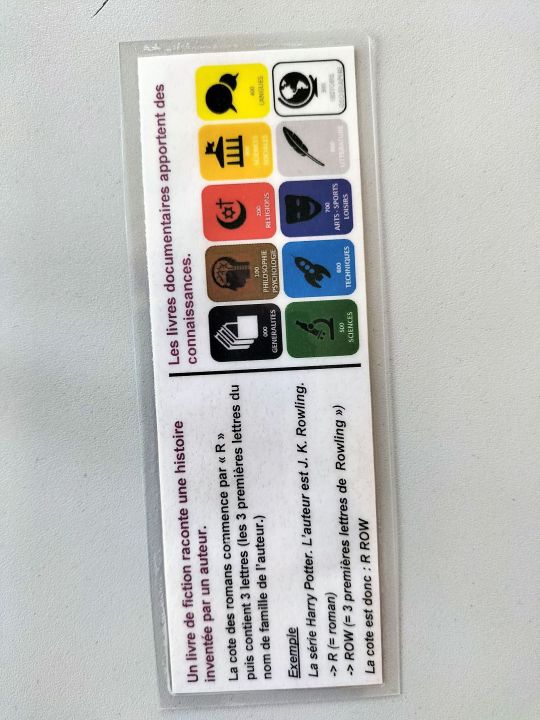 Un livre de fiction raconte une histoire
inventée par un auteur.
La cote des romans commence par « R »
puis contient 3 lettres (les 3 premières lettres du
nom de famille de l'auteur.)
Exemple
La série Harry Potter. L'auteur est J. K. Rowling.
-> R (= roman)
-> ROW (= 3 premières lettres de Rowling »)
La cote est donc : R ROW
Les livres documentaires apportent des
connaissances.
000
GENERALITES
100
PHILOSOPHIE
PSYCHOLOGIE
200
RELIGIONS
300
SCIENCES
SOCIALES
400
LANGUES
500
SCIENCES
600
TECHNIQUES
700
ARTS - SPORTS
LOISIRS
LITTERATURE